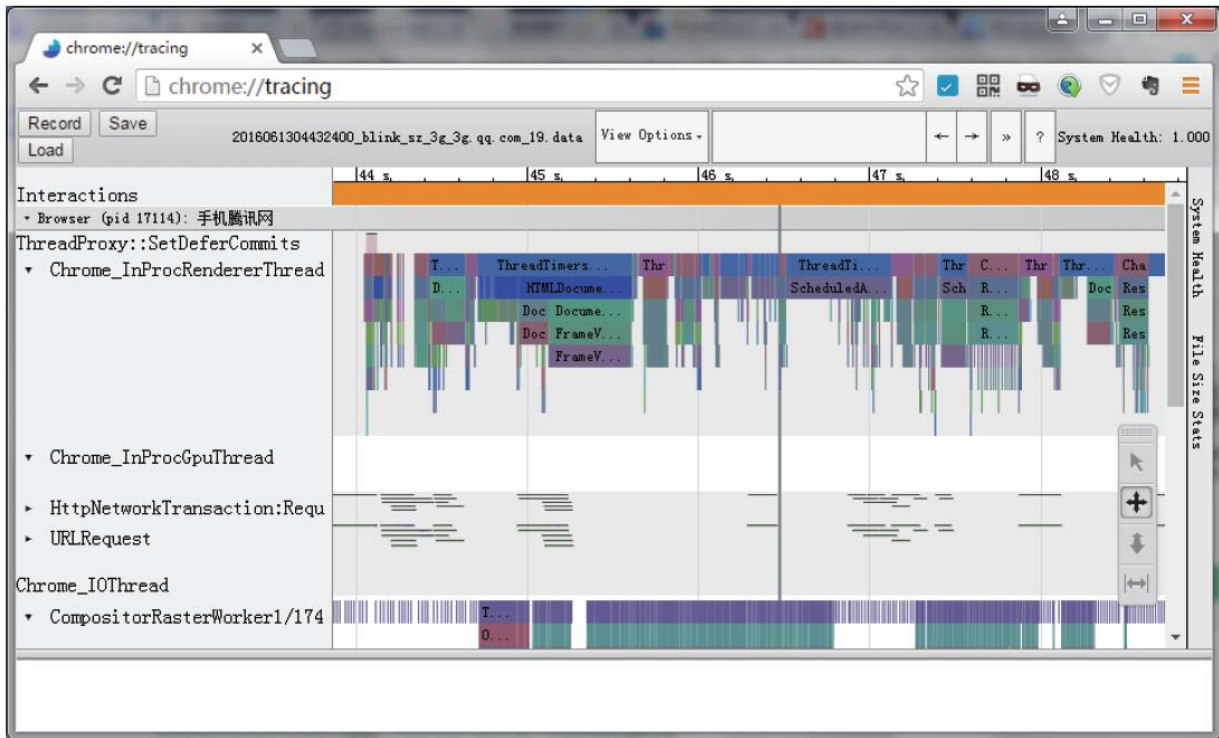 chrome://tracing
chrome://tracing
Record Save
Load
20160613044324​00_blink_sz_3g_3g.qq.com_19.data
View Options
← → » ? System Health: 1.000
44 s, 45 s, 46 s, 47 s, 48 s,
Interactions
Browser (pid 17114): 手机腾讯网
ThreadProxy::SetDeferCommits
Chrome_InProcRendererThread
T... ThreadTimers... Thr ThreadTi... Thr C... Thr Thr... Cha
D... HTMLDocume... ScheduledA... Sch R... Doc Res
Doc Docume... R... Res
Doc FrameV... R... Res
FrameV...
Chrome_InProcGpuThread
HttpNetworkTransaction:Requ
URLRequest
Chrome_IOThread
CompositorRasterWorker1/174
T...
O...
System Health
File Size Stats